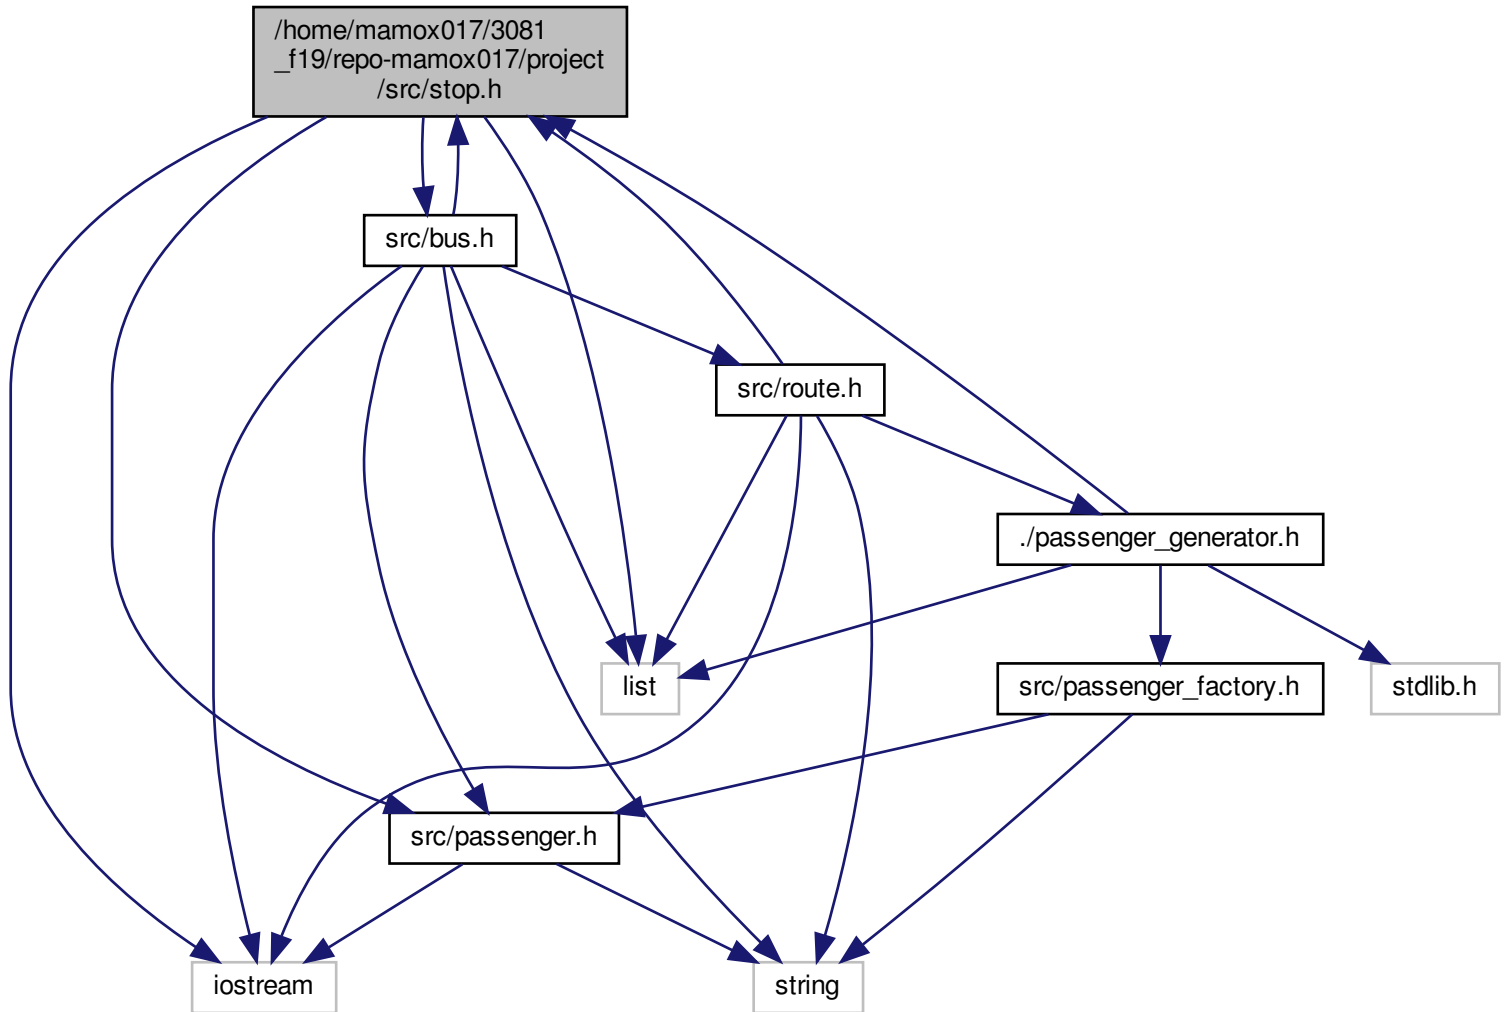 /home/mamox017/3081
_f19/repo-mamox017/project
/src/stop.h
src/bus.h
src/route.h
./passenger_generator.h
list
src/passenger_factory.h
stdlib.h
src/passenger.h
iostream
string